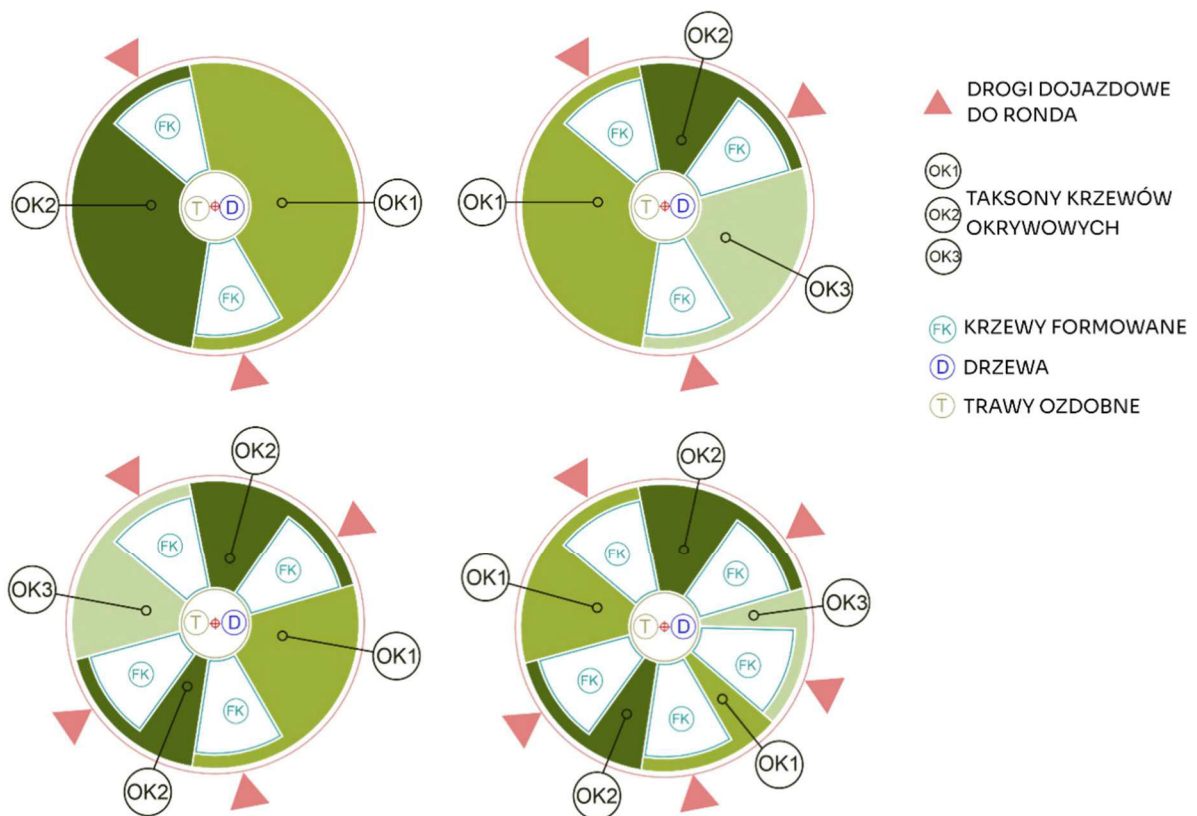 OK2
FK
T
D
OK1
FK
OK2
FK
FK
OK1
T
D
OK3
FK
DROGI DOJAZDOWE
DO RONDA
OK1
OK2
OK3
TAKSONY KRZEWÓW
OKRYWOWYCH
FK KRZEWY FORMOWANE
D DRZEWA
T TRAWY OZDOBNE
OK2
FK
FK
OK3
T
D
OK1
FK
FK
OK2
OK2
FK
FK
OK1
OK3
T
D
FK
FK
FK
OK1
OK2